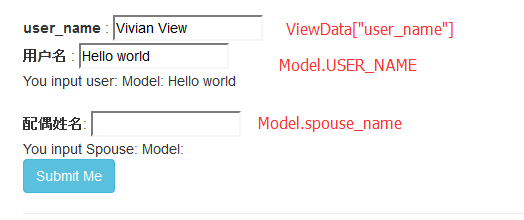 user_name : Vivian View ViewData["user_name"]
用户名 : Hello world Model.USER_NAME
You input user: Model: Hello world
配偶姓名: Model.spouse_name
You input Spouse: Model:
Submit Me